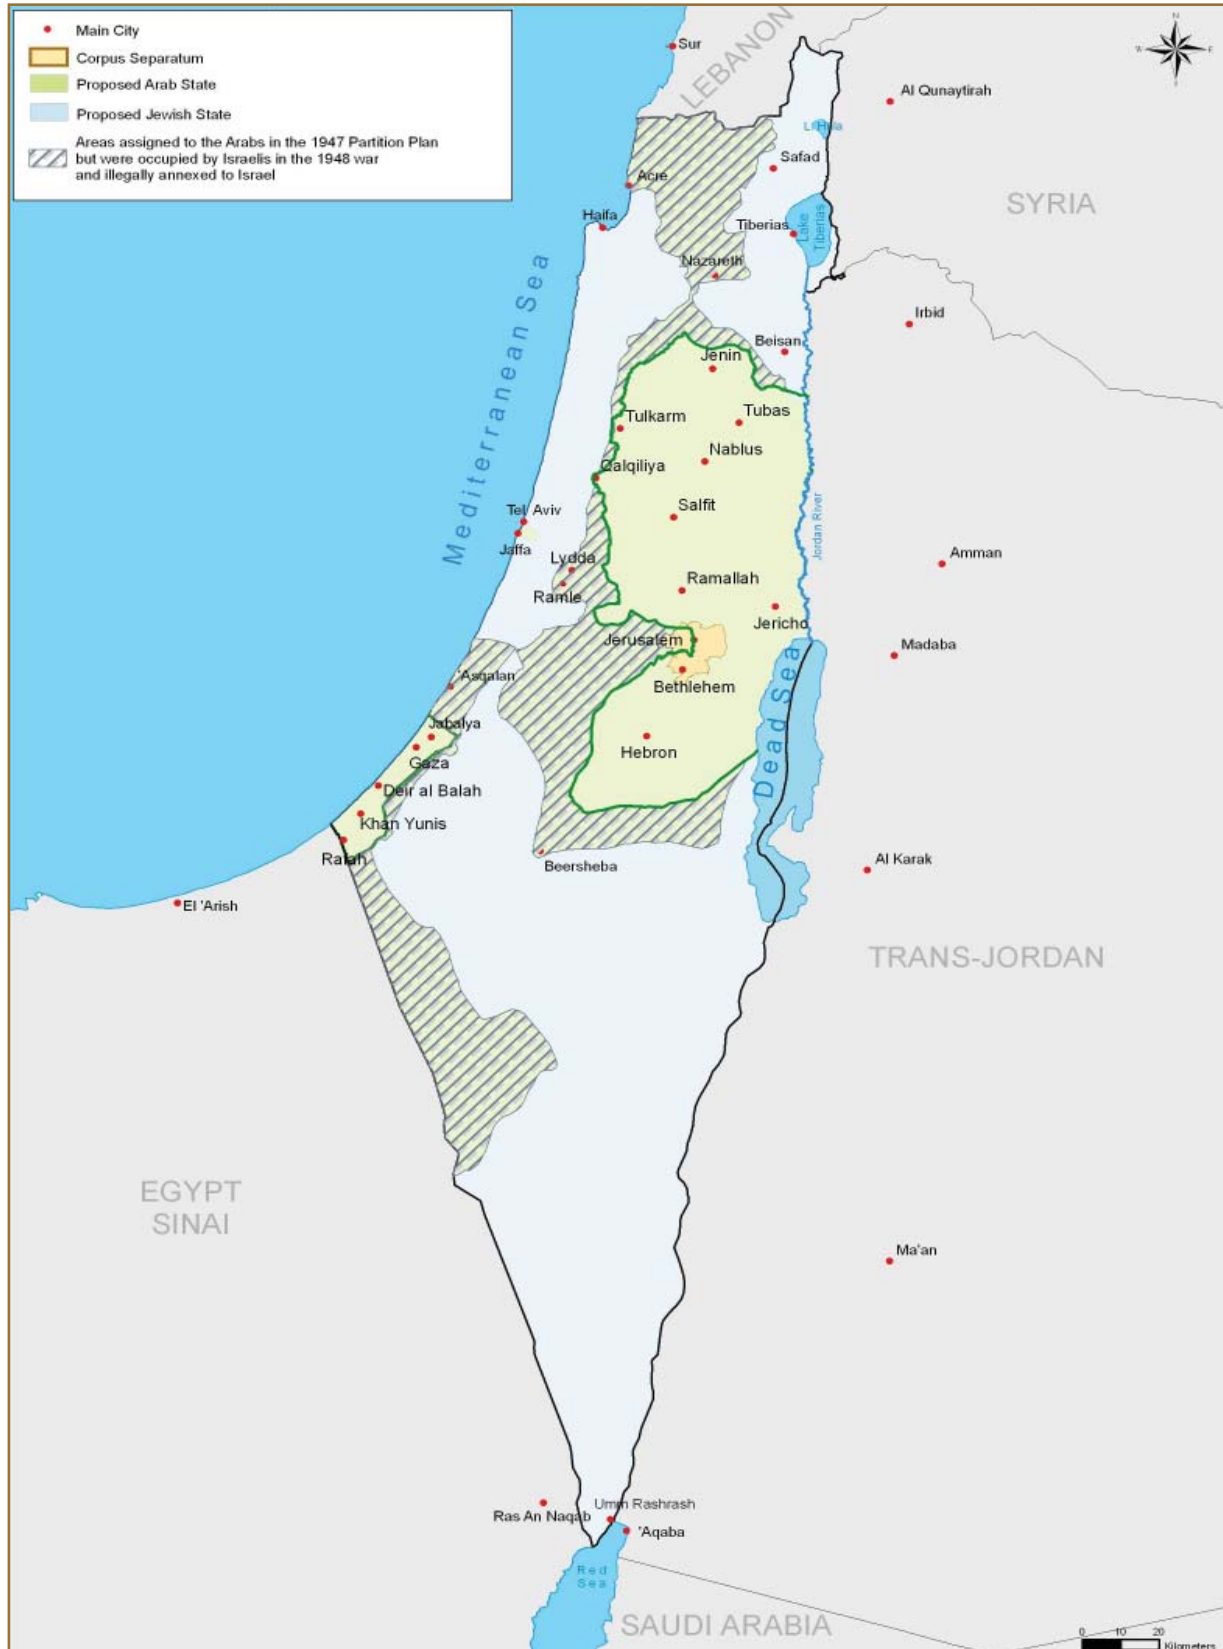 Main City
Corpus Separatum
Proposed Arab State
Proposed Jewish State
Areas assigned to the Arabs in the 1947 Partition Plan
but were occupied by Israelis in the 1948 war
and illegally annexed to Israel
N
W
E
S
Sur
LEBANON
Al Qunaytirah
Safad
SYRIA
Acre
Haifa
Tiberias
Lake
Tiberias
Nazareth
Mediterranean Sea
Irbid
Beisan
Jenin
Tulkarm
Tubas
Nablus
Qalqiliya
Salfit
Jordan River
Tel Aviv
Jaffa
Lydda
Ramle
Amman
Ramallah
Jericho
Jerusalem
Madaba
Bethlehem
'Asqalan
Jabalya
Gaza
Hebron
Dead Sea
Deir al Balah
Khan Yunis
Rafah
Beersheba
Al Karak
El 'Arish
TRANS-JORDAN
EGYPT
SINAI
Ma'an
Ras An Naqab
Umm Rashrash
'Aqaba
Red
Sea
SAUDI ARABIA
0 10 20
Kilometers